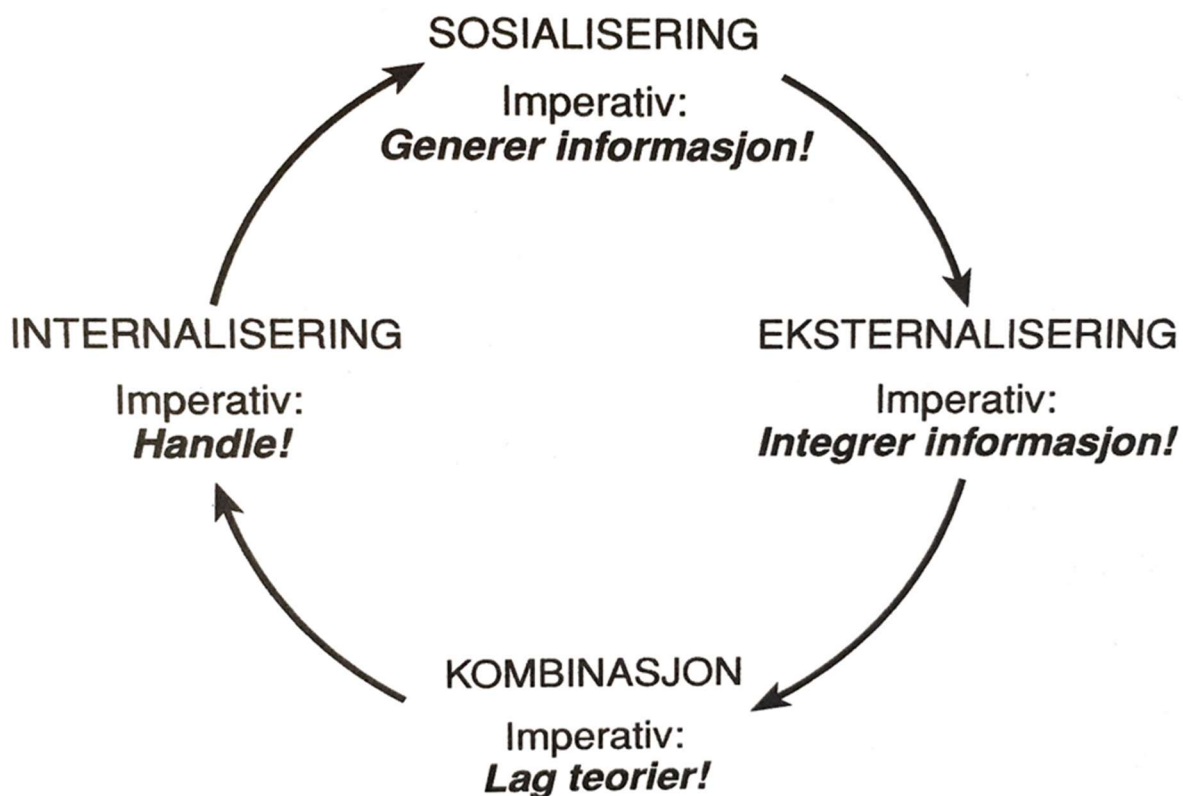 SOSIALISERING
Imperativ:
Generer informasjon!
INTERNALISERING
Imperativ:
Handle!
EKSTERNALISERING
Imperativ:
Integrer informasjon!
KOMBINASJON
Imperativ:
Lag teorier!